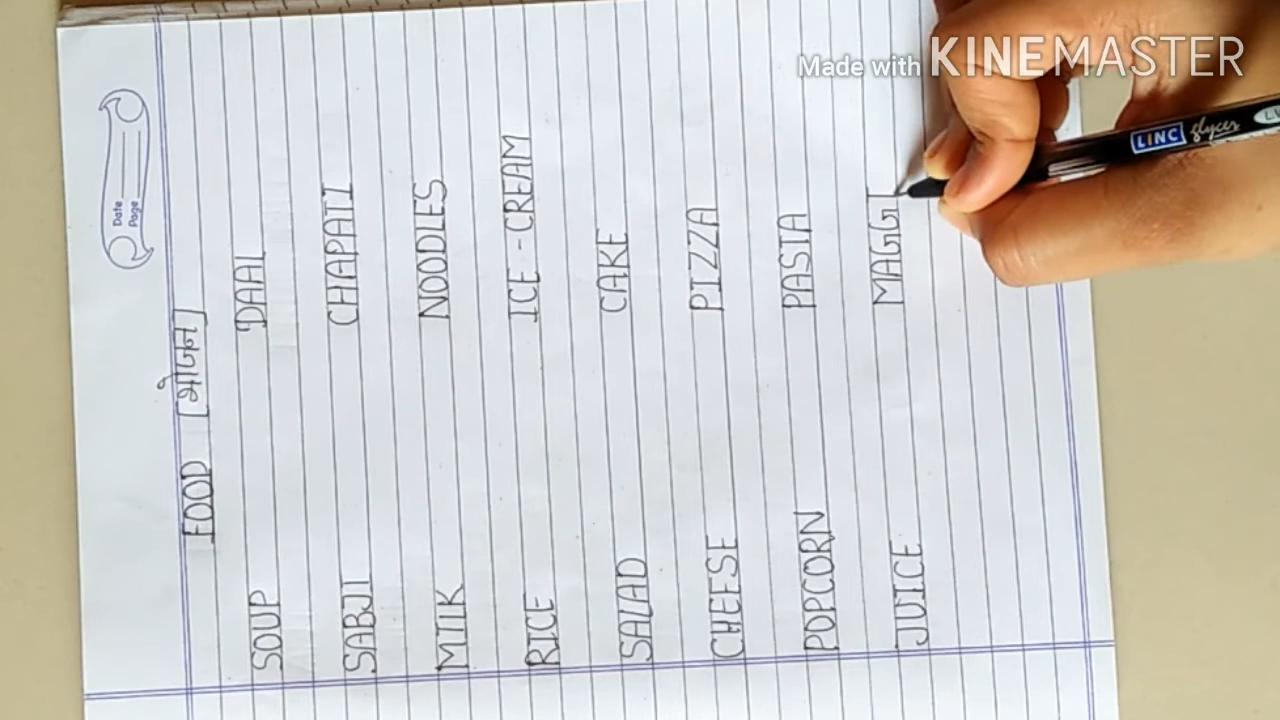 Made with KINEMASTER
Date
Page
FOOD [भोजन]
SOUP DAAL
SABJI CHAPATI
MILK NOODLES
RICE ICE-CREAM
SALAD CAKE
CHEESE PIZZA
POPCORN PASTA
JUICE MAGGI
LINC glycer